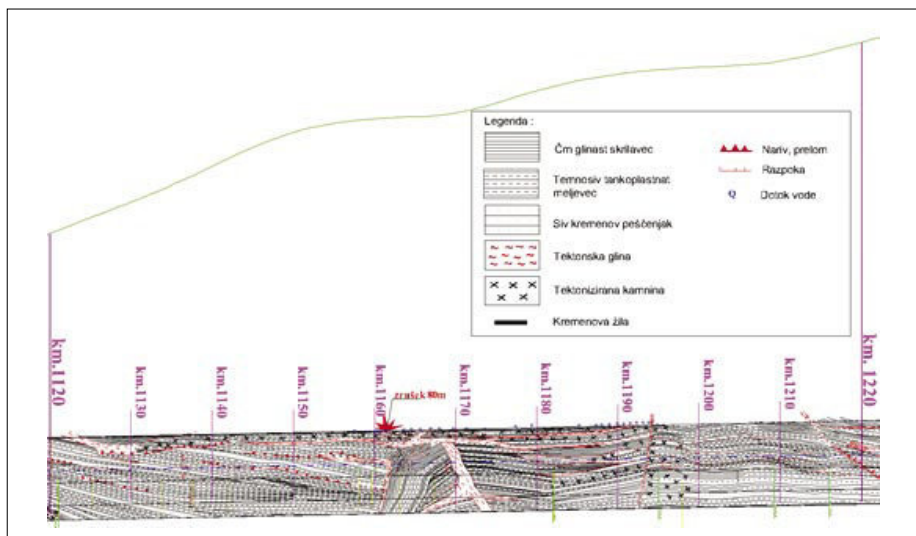 Legenda :
Črn glinast skrilavec
Temnosiv tankoplastnat
meljevec
Siv kremenov peščenjak
Tektonska glina
Tektonizirana kamnina
Kremenova žila
Nariv, prelom
Razpoka
Q Dotok vode
km.1120
km.1130
km.1140
km.1150
km.1160
zrušek 80m
km.1170
km.1180
km.1190
km.1200
km.1210
km. 1220